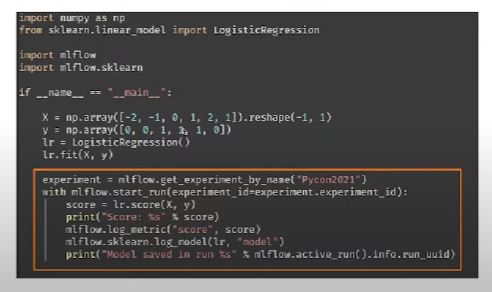 import numpy as np
from sklearn.linear_model import LogisticRegression
import mlflow
import mlflow.sklearn
if __name__ == "__main__":
X = np.array([-2, -1, 0, 1, 2, 1]).reshape(-1, 1)
y = np.array([0, 0, 1, 1, 1, 0])
lr = LogisticRegression()
lr.fit(X, y)
experiment = mlflow.get_experiment_by_name("Pycon2021")
with mlflow.start_run(experiment_id=experiment.experiment_id):
score = lr.score(X, y)
print("Score: %s" % score)
mlflow.log_metric("score", score)
mlflow.sklearn.log_model(lr, "model")
print("Model saved in run %s" % mlflow.active_run().info.run_uuid)